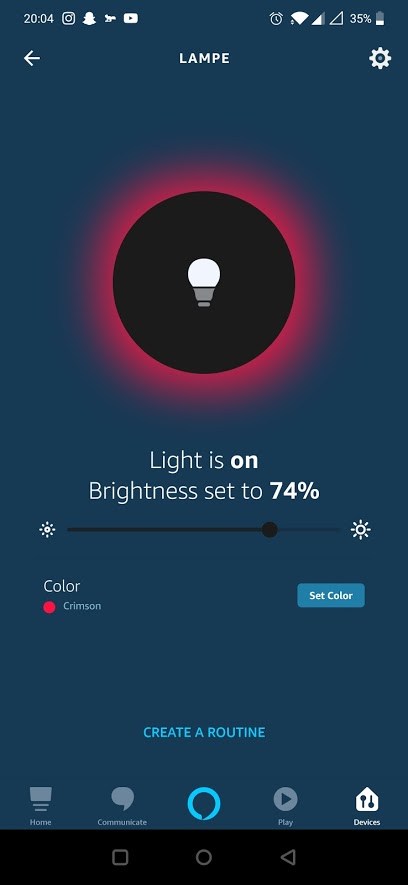 20:04
35%
LAMPE
Light is on
Brightness set to 74%
Color
Crimson
Set Color
CREATE A ROUTINE
Home
Communicate
Play
Devices